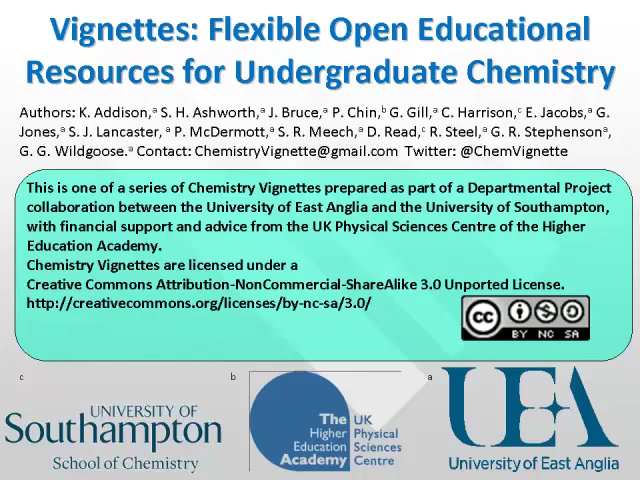 Vignettes: Flexible Open Educational
Resources for Undergraduate Chemistry
Authors: K. Addison,ᵃ S. H. Ashworth,ᵃ J. Bruce,ᵃ P. Chin,ᵇ G. Gill,ᵃ C. Harrison,ᶜ E. Jacobs,ᵃ G.
Jones,ᵃ S. J. Lancaster, ᵃ P. McDermott,ᵃ S. R. Meech,ᵃ D. Read,ᶜ R. Steel,ᵃ G. R. Stephensonᵃ,
G. G. Wildgoose.ᵃ Contact: ChemistryVignette@gmail.com Twitter: @ChemVignette
This is one of a series of Chemistry Vignettes prepared as part of a Departmental Project
collaboration between the University of East Anglia and the University of Southampton,
with financial support and advice from the UK Physical Sciences Centre of the Higher
Education Academy.
Chemistry Vignettes are licensed under a
Creative Commons Attribution-NonCommercial-ShareAlike 3.0 Unported License.
http://creativecommons.org/licenses/by-nc-sa/3.0/
cc
BY NC SA
c
UNIVERSITY OF
Southampton
School of Chemistry
b
The UK
Higher Physical
Education Sciences
Academy Centre
a
UEA
University of East Anglia